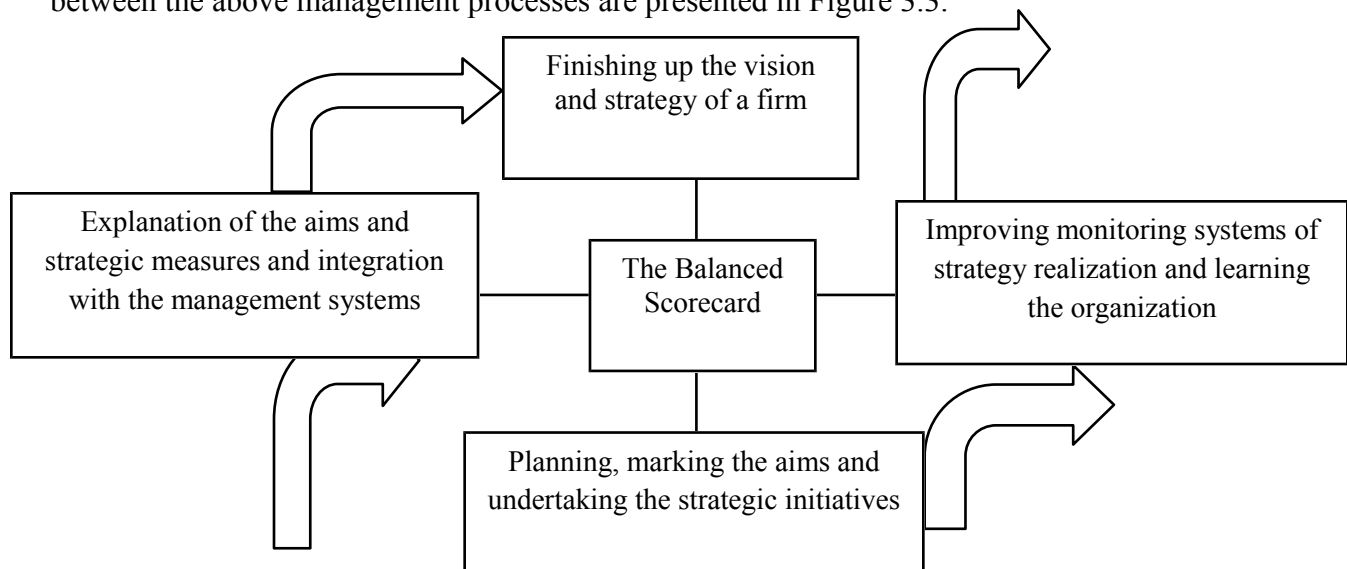 between the above management processes are presented in Figure 3.3.
Finishing up the vision
and strategy of a firm
Explanation of the aims and
strategic measures and integration
with the management systems
The Balanced
Scorecard
Improving monitoring systems of
strategy realization and learning
the organization
Planning, marking the aims and
undertaking the strategic initiatives